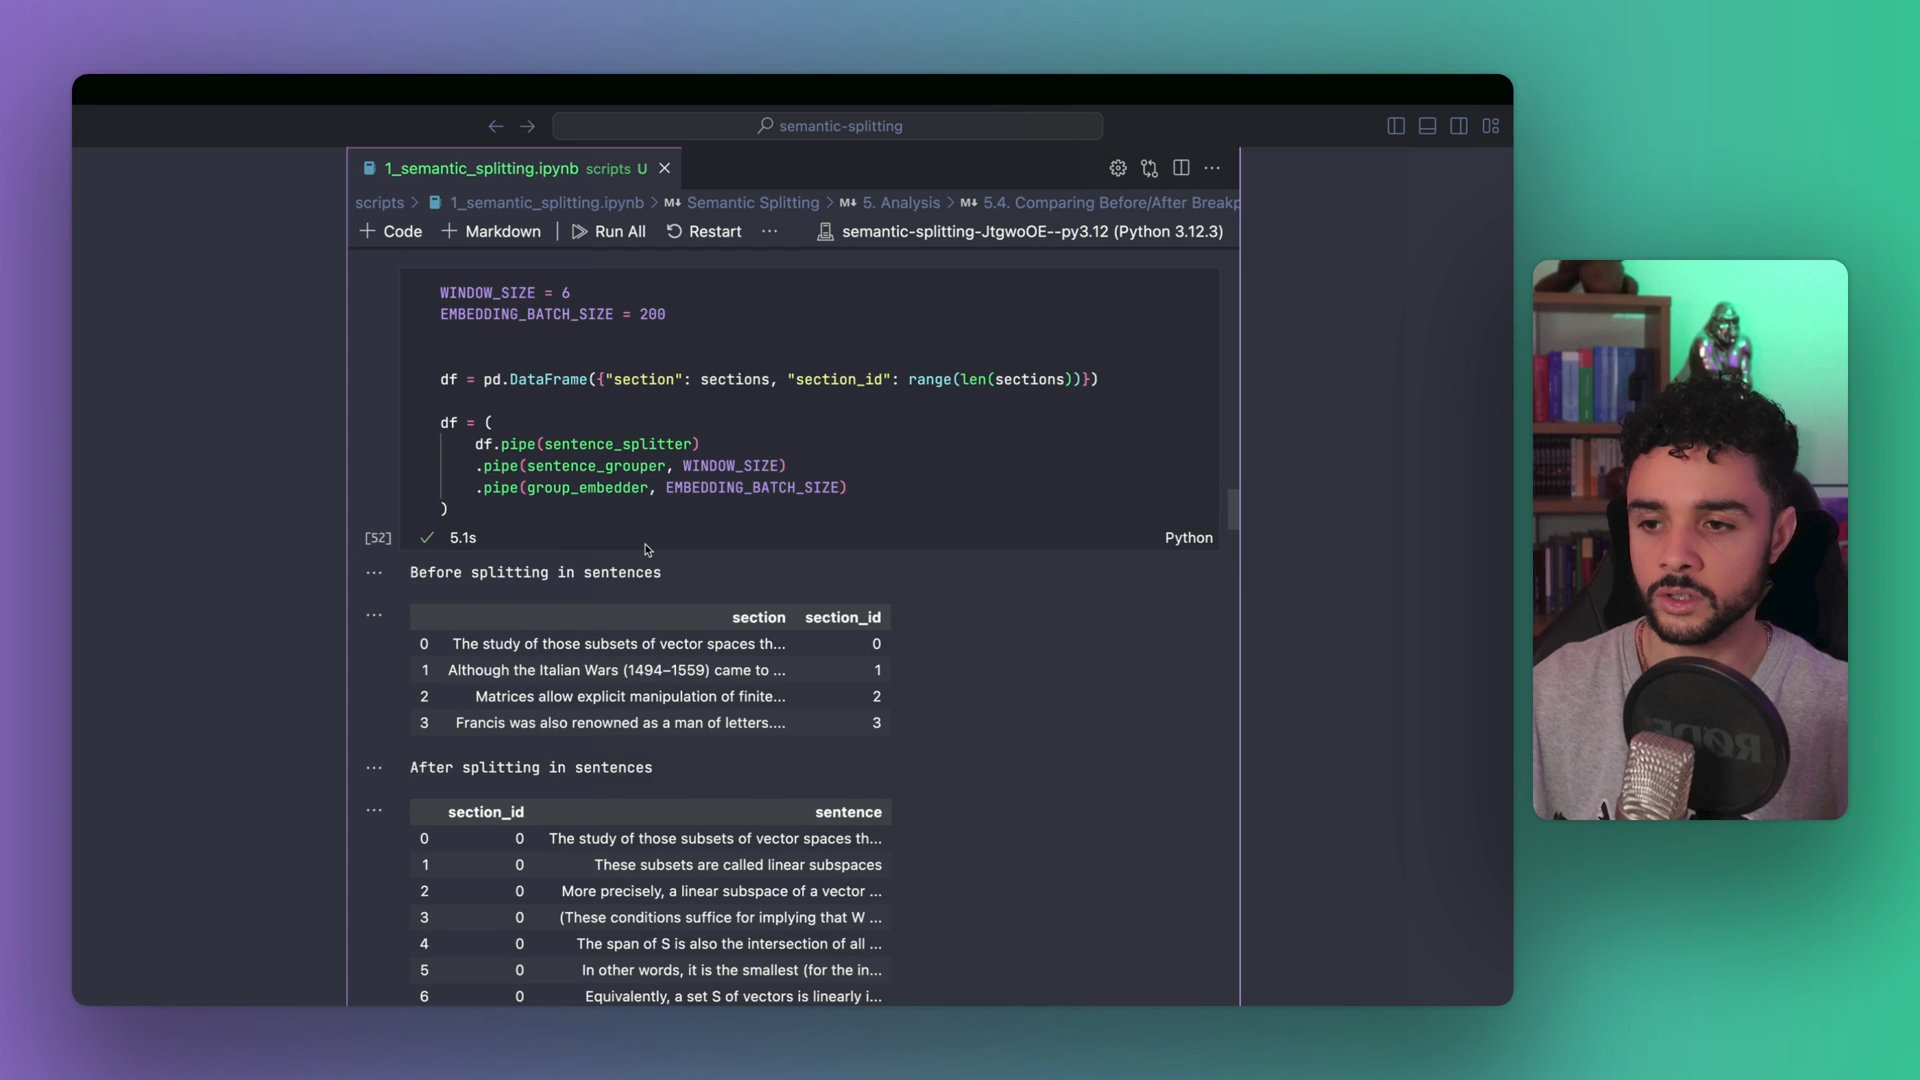 semantic-splitting
1_semantic_splitting.ipynb scripts U
scripts > 1_semantic_splitting.ipynb > M↓ Semantic Splitting > M↓ 5. Analysis > M↓ 5.4. Comparing Before/After Breakp
+ Code + Markdown | Run All Restart ... semantic-splitting-JtgwoOE--py3.12 (Python 3.12.3)
WINDOW_SIZE = 6
EMBEDDING_BATCH_SIZE = 200
df = pd.DataFrame({"section": sections, "section_id": range(len(sections))})
df = (
df.pipe(sentence_splitter)
.pipe(sentence_grouper, WINDOW_SIZE)
.pipe(group_embedder, EMBEDDING_BATCH_SIZE)
)
[52] ✓ 5.1s Python
Before splitting in sentences
section section_id
0 The study of those subsets of vector spaces th... 0
1 Although the Italian Wars (1494–1559) came to ... 1
2 Matrices allow explicit manipulation of finite... 2
3 Francis was also renowned as a man of letters.... 3
After splitting in sentences
section_id sentence
0 0 The study of those subsets of vector spaces th...
1 0 These subsets are called linear subspaces
2 0 More precisely, a linear subspace of a vector ...
3 0 (These conditions suffice for implying that W ...
4 0 The span of S is also the intersection of all ...
5 0 In other words, it is the smallest (for the in...
6 0 Equivalently, a set S of vectors is linearly i...
RØDE